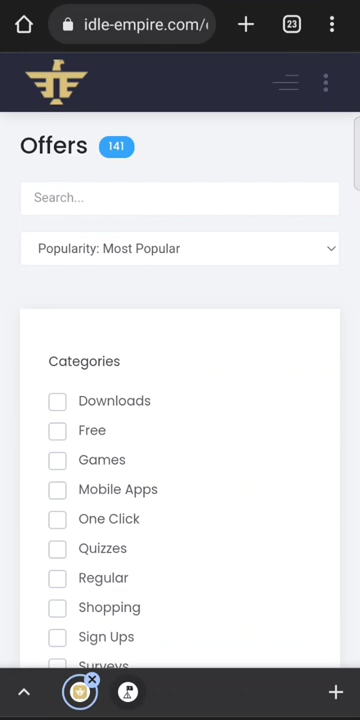 idle-empire.com/
23
Offers
141
Search...
Popularity: Most Popular
Categories
Downloads
Free
Games
Mobile Apps
One Click
Quizzes
Regular
Shopping
Sign Ups
Surveys